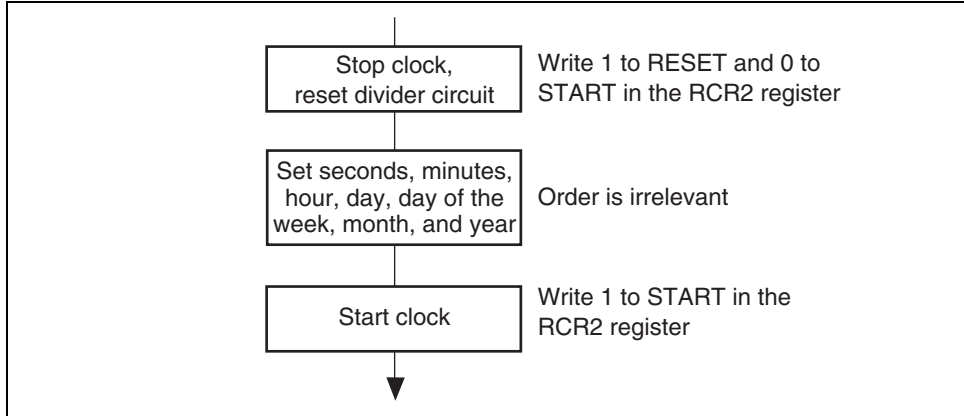 Stop clock,
reset divider circuit
Write 1 to RESET and 0 to
START in the RCR2 register
Set seconds, minutes,
hour, day, day of the
week, month, and year
Order is irrelevant
Start clock
Write 1 to START in the
RCR2 register